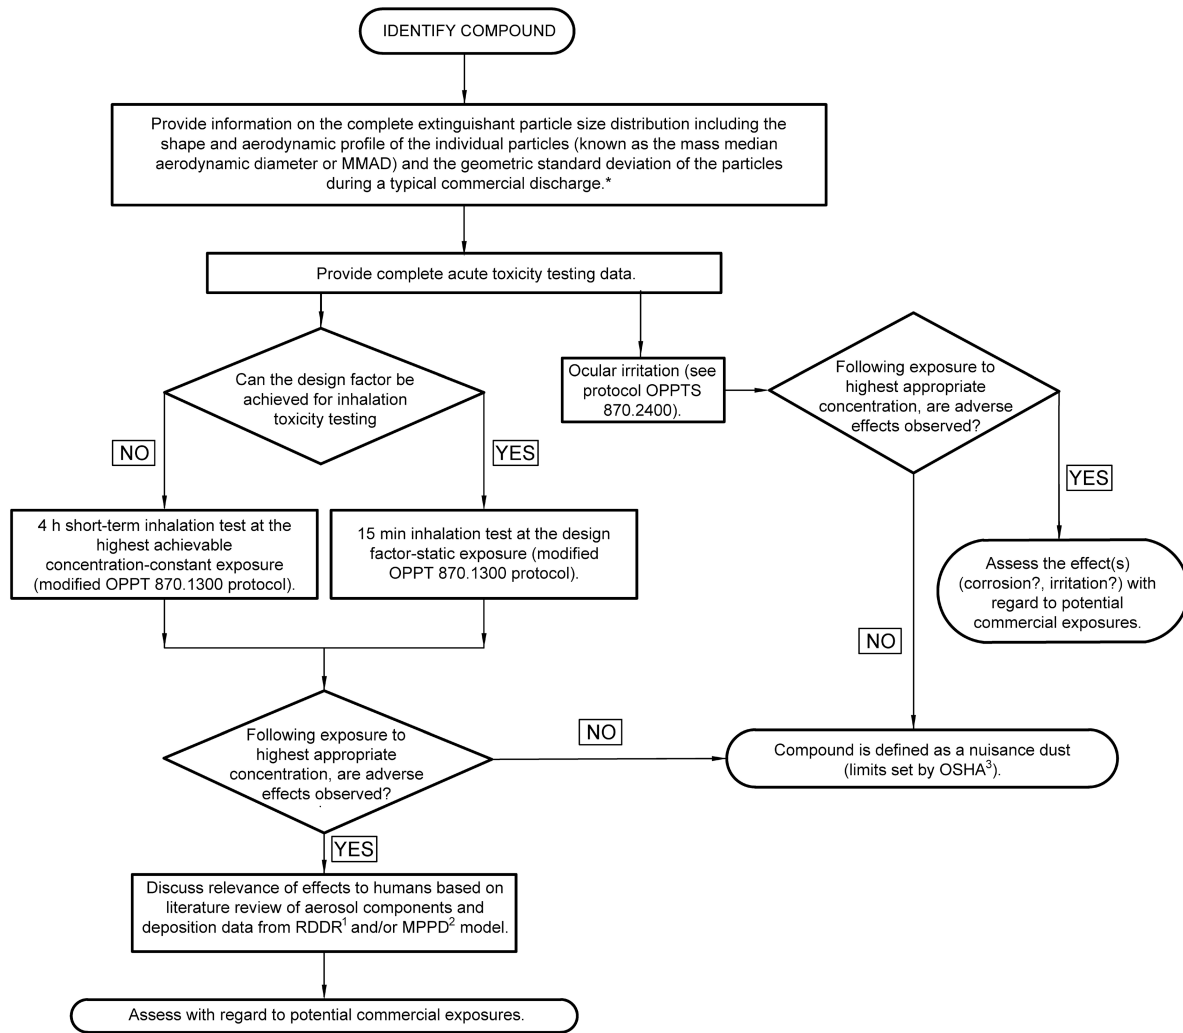 IDENTIFY COMPOUND
Provide information on the complete extinguishant particle size distribution including the
shape and aerodynamic profile of the individual particles (known as the mass median
aerodynamic diameter or MMAD) and the geometric standard deviation of the particles
during a typical commercial discharge.*
Provide complete acute toxicity testing data.
Can the design factor be
achieved for inhalation
toxicity testing
NO
YES
4 h short-term inhalation test at the
highest achievable
concentration-constant exposure
(modified OPPT 870.1300 protocol).
15 min inhalation test at the design
factor-static exposure (modified
OPPT 870.1300 protocol).
Ocular irritation (see
protocol OPPTS
870.2400).
Following exposure to
highest appropriate
concentration, are adverse
effects observed?
YES
Assess the effect(s)
(corrosion?, irritation?) with
regard to potential
commercial exposures.
NO
Following exposure to
highest appropriate
concentration, are adverse
effects observed?
NO
Compound is defined as a nuisance dust
(limits set by OSHA³).
YES
Discuss relevance of effects to humans based on
literature review of aerosol components and
deposition data from RDDR¹ and/or MPPD² model.
Assess with regard to potential commercial exposures.